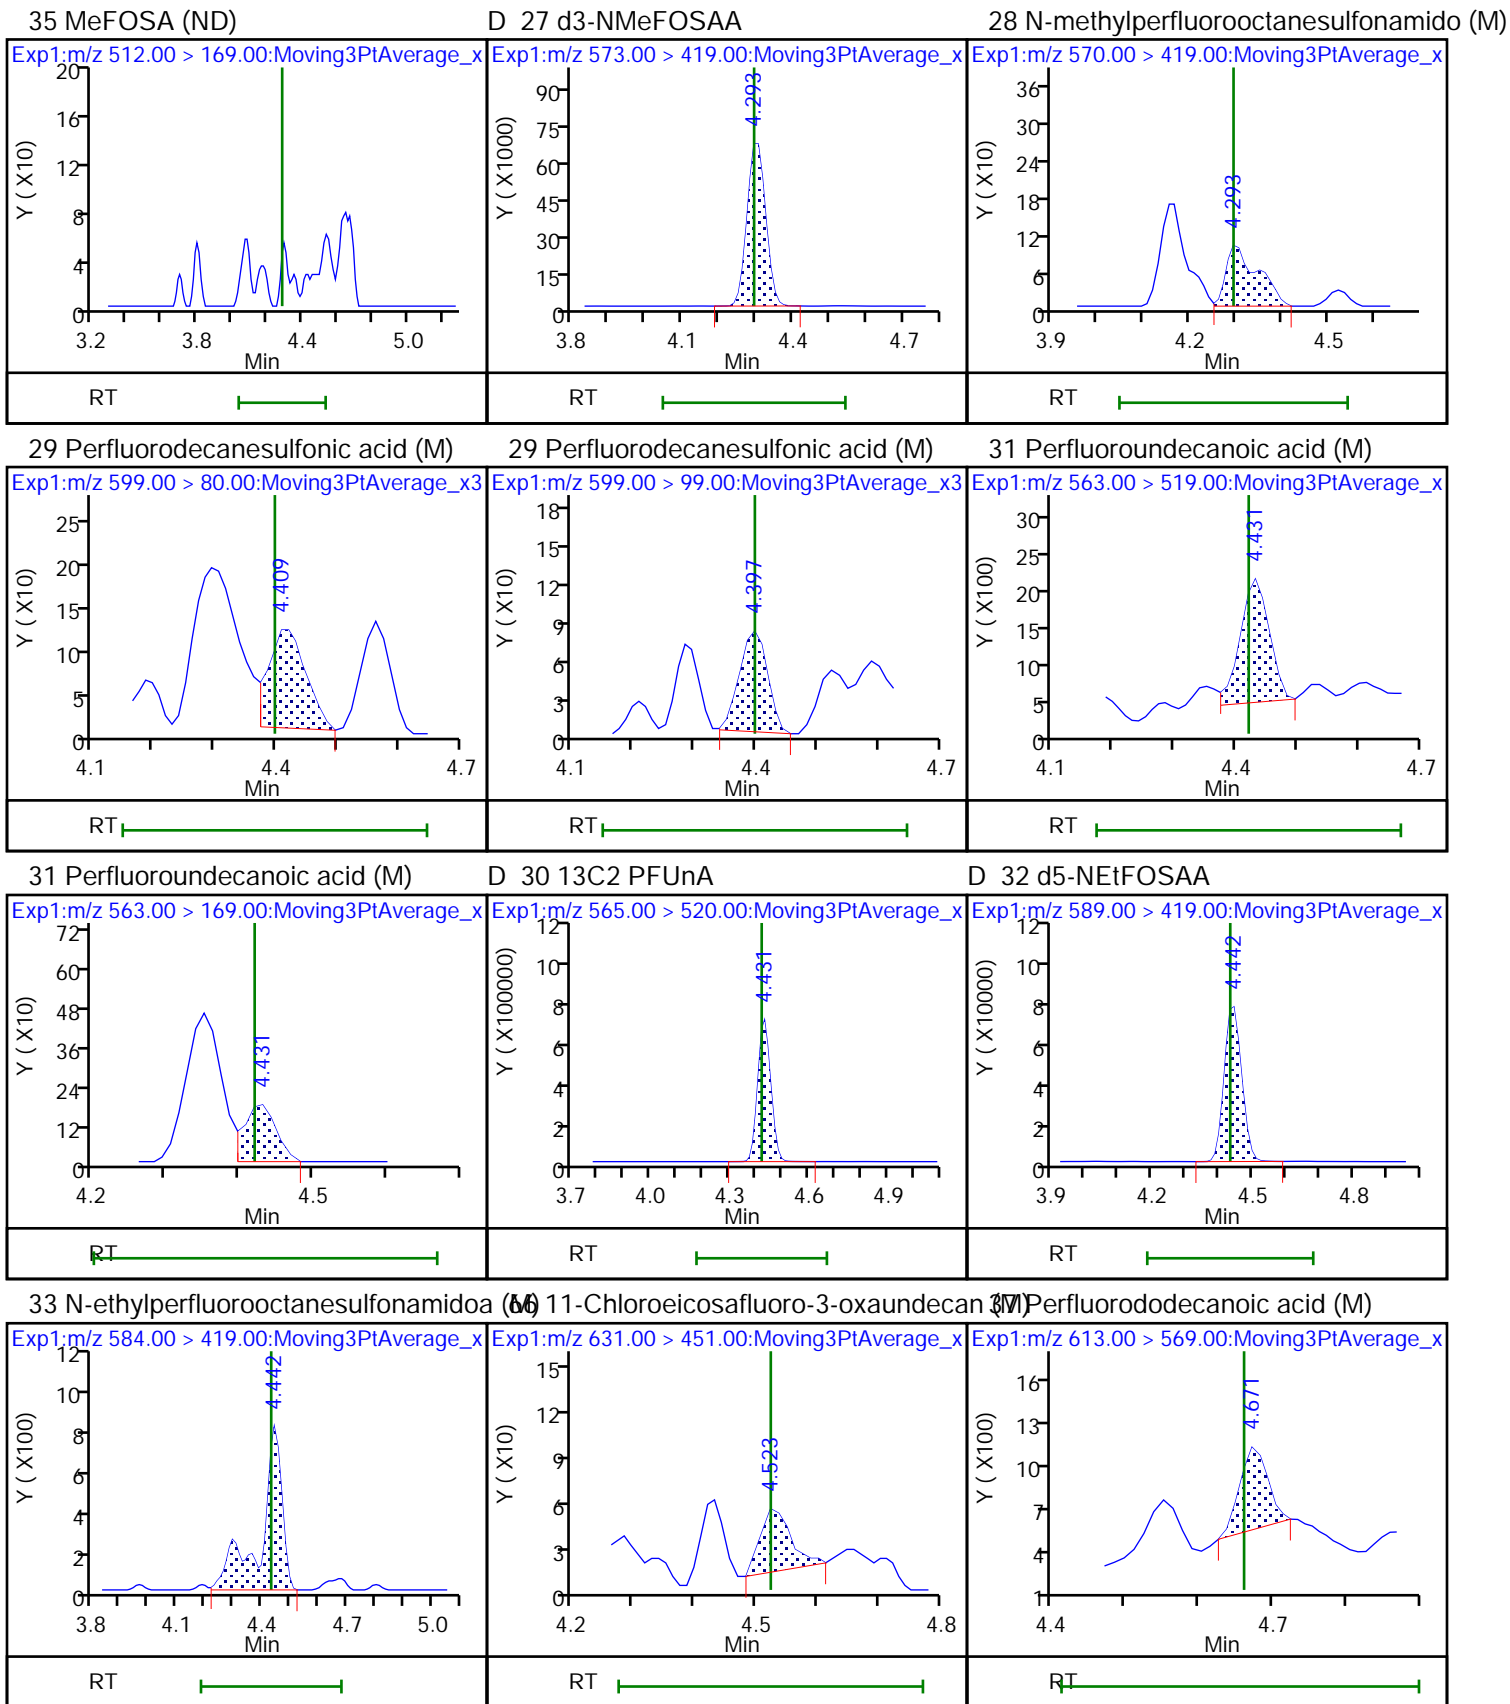 35 MeFOSA (ND)
D 27 d3-NMeFOSAA
28 N-methylperfluorooctanesulfonamido (M)
Exp1:m/z 512.00 > 169.00:Moving3PtAverage_x
Exp1:m/z 573.00 > 419.00:Moving3PtAverage_x
Exp1:m/z 570.00 > 419.00:Moving3PtAverage_x
Y ( X10)
20
16
12
8
4
0
3.2 3.8 4.4 5.0
Min
RT
Y ( X1000)
90
75
60
45
30
15
0
4.293
3.8 4.1 4.4 4.7
Min
RT
Y ( X10)
36
30
24
18
12
6
0
4.293
3.9 4.2 4.5
Min
RT
29 Perfluorodecanesulfonic acid (M)
29 Perfluorodecanesulfonic acid (M)
31 Perfluoroundecanoic acid (M)
Exp1:m/z 599.00 > 80.00:Moving3PtAverage_x3
Exp1:m/z 599.00 > 99.00:Moving3PtAverage_x3
Exp1:m/z 563.00 > 519.00:Moving3PtAverage_x
Y ( X10)
25
20
15
10
5
0
4.409
4.1 4.4 4.7
Min
RT
Y ( X10)
18
15
12
9
6
3
0
4.397
4.1 4.4 4.7
Min
RT
Y ( X100)
30
25
20
15
10
5
0
4.431
4.1 4.4 4.7
Min
RT
31 Perfluoroundecanoic acid (M)
D 30 13C2 PFUnA
D 32 d5-NEtFOSAA
Exp1:m/z 563.00 > 169.00:Moving3PtAverage_x
Exp1:m/z 565.00 > 520.00:Moving3PtAverage_x
Exp1:m/z 589.00 > 419.00:Moving3PtAverage_x
Y ( X10)
72
60
48
36
24
12
0
4.431
4.2 4.5
Min
RT
Y ( X100000)
12
10
8
6
4
2
0
4.431
3.7 4.0 4.3 4.6 4.9
Min
RT
Y ( X10000)
12
10
8
6
4
2
0
4.442
3.9 4.2 4.5 4.8
Min
RT
33 N-ethylperfluorooctanesulfonamidoa (M)
66 11-Chloroeicosafluoro-3-oxaundecan (M)
37 Perfluorododecanoic acid (M)
Exp1:m/z 584.00 > 419.00:Moving3PtAverage_x
Exp1:m/z 631.00 > 451.00:Moving3PtAverage_x
Exp1:m/z 613.00 > 569.00:Moving3PtAverage_x
Y ( X100)
12
10
8
6
4
2
0
4.442
3.8 4.1 4.4 4.7 5.0
Min
RT
Y ( X10)
15
12
9
6
3
0
4.523
4.2 4.5 4.8
Min
RT
Y ( X100)
16
13
10
7
4
1
4.671
4.4 4.7
Min
RT